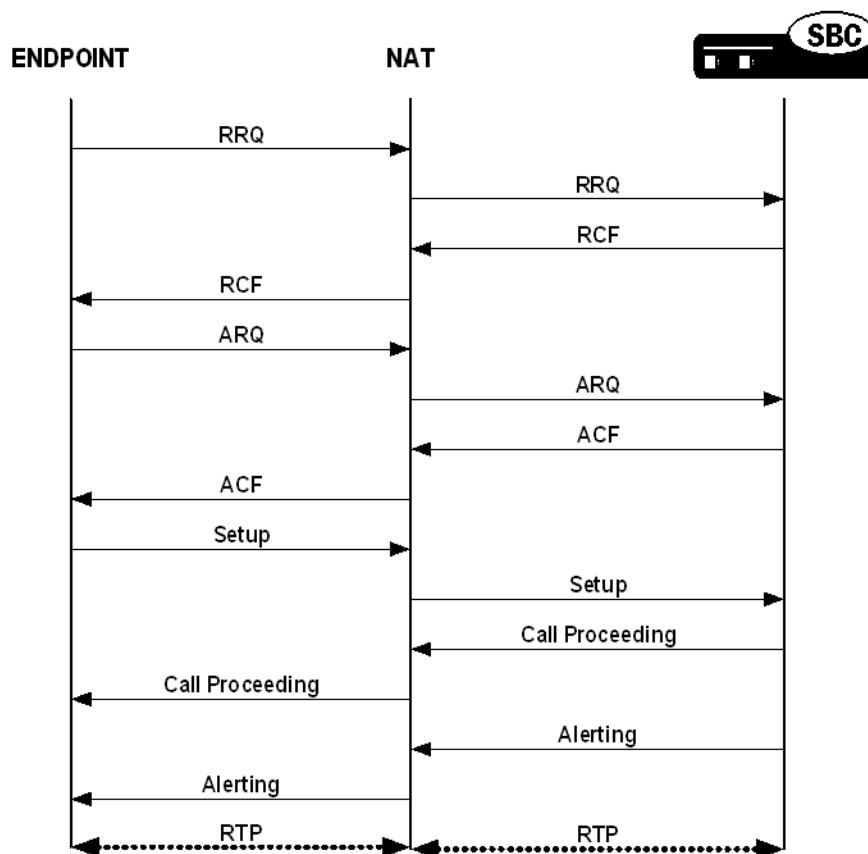 SBC
ENDPOINT
NAT
RRQ
RRQ
RCF
RCF
ARQ
ARQ
ACF
ACF
Setup
Setup
Call Proceeding
Call Proceeding
Alerting
Alerting
RTP
RTP